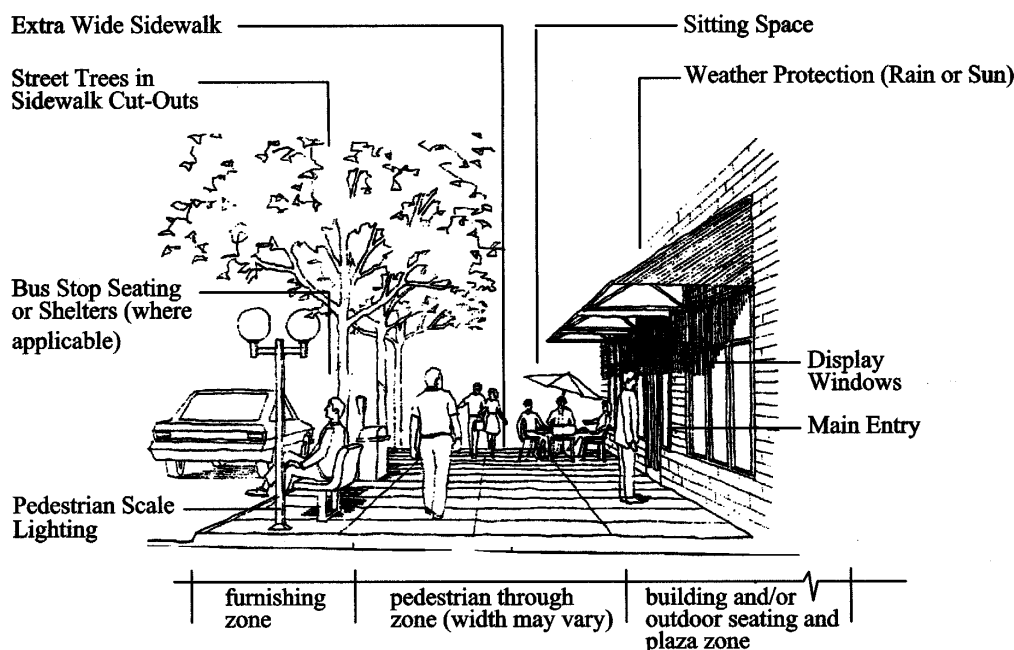 Extra Wide Sidewalk
Sitting Space
Street Trees in
Sidewalk Cut-Outs
Weather Protection (Rain or Sun)
Bus Stop Seating
or Shelters (where
applicable)
Display
Windows
Main Entry
Pedestrian Scale
Lighting
furnishing
zone
pedestrian through
zone (width may vary)
building and/or
outdoor seating and
plaza zone